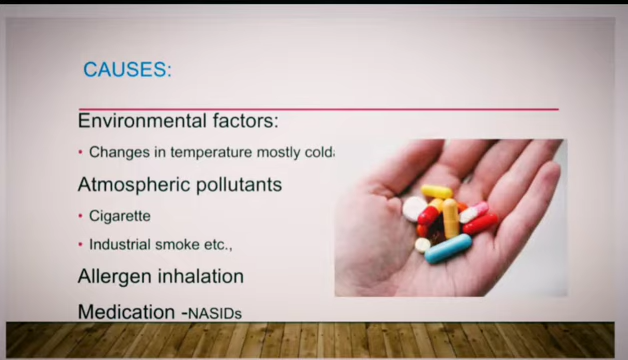 CAUSES:
Environmental factors:
• Changes in temperature mostly cold
Atmospheric pollutants
• Cigarette
• Industrial smoke etc.,
Allergen inhalation
Medication -NASIDs